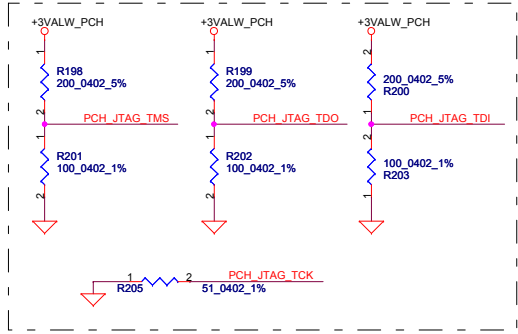 +3VALW_PCH +3VALW_PCH +3VALW_PCH
1 1 2
R198 R199 200_0402_5%
200_0402_5% 200_0402_5% R200
2 2 1
PCH_JTAG_TMS PCH_JTAG_TDO PCH_JTAG_TDI
1 1 2
R201 R202 100_0402_1%
100_0402_1% 100_0402_1% R203
2 2 1
1 2 PCH_JTAG_TCK
R205 51_0402_1%